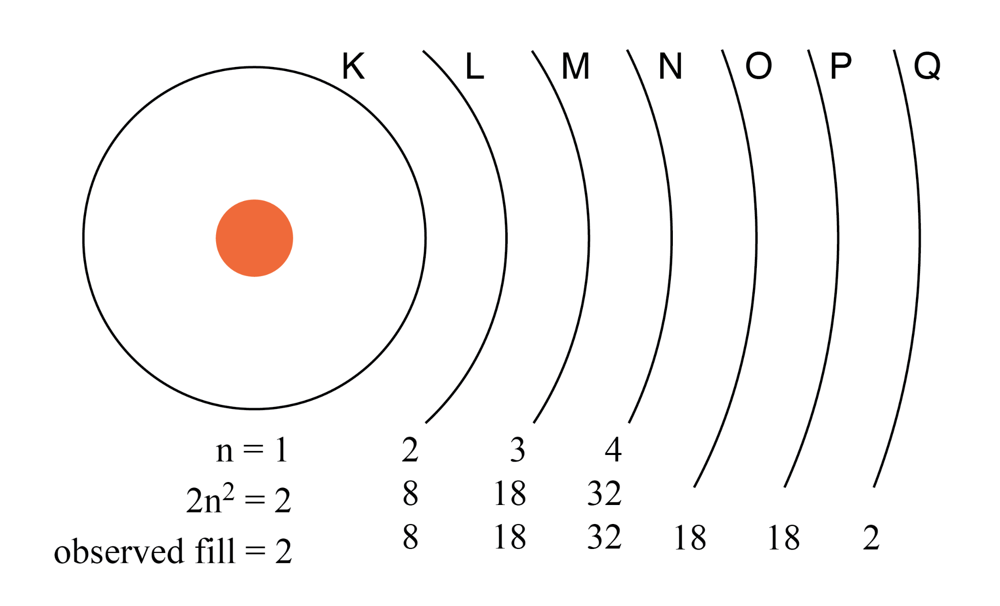 K L M N O P Q
n = 1 2 3 4
2n² = 2 8 18 32
observed fill = 2 8 18 32 18 18 2